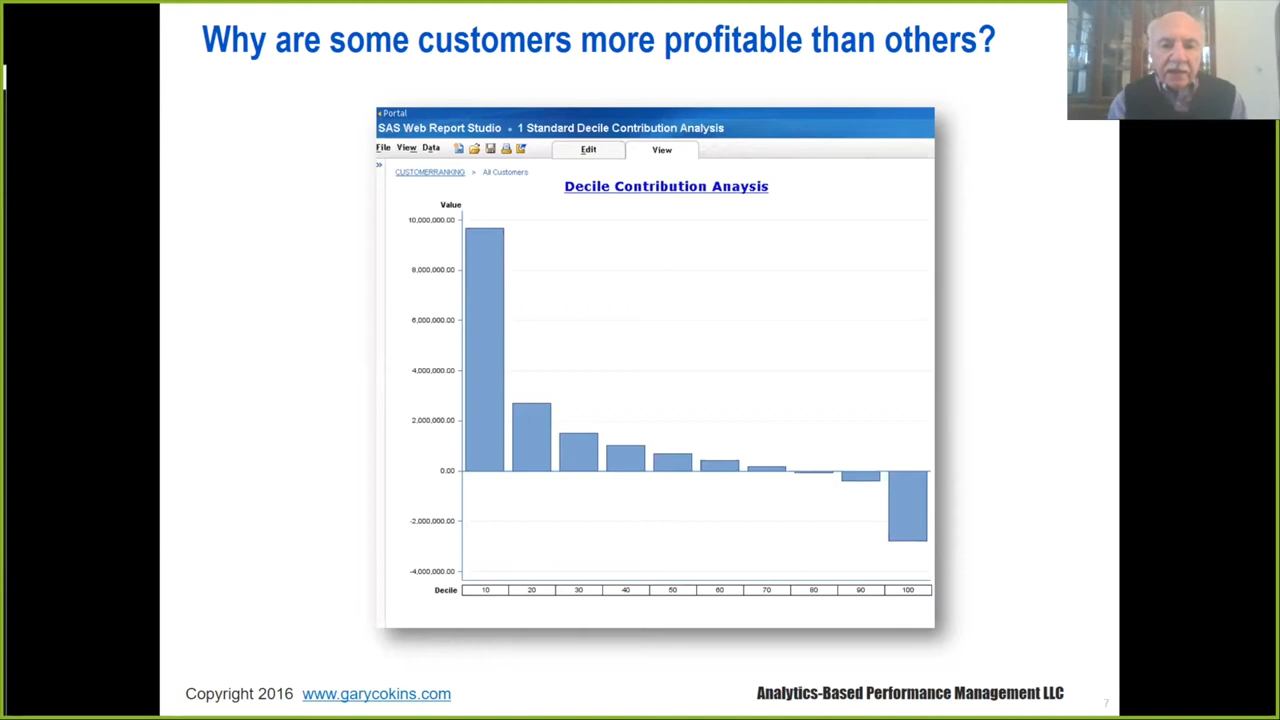 Why are some customers more profitable than others?
Portal
SAS Web Report Studio • 1 Standard Decile Contribution Analysis
File View Data Edit View
»
CUSTOMERRANKING > All Customers
Decile Contribution Anaysis
Value
10,000,000.00
8,000,000.00
6,000,000.00
4,000,000.00
2,000,000.00
0.00
-2,000,000.00
-4,000,000.00
Decile 10 20 30 40 50 60 70 80 90 100
Copyright 2016 www.garycokins.com
Analytics-Based Performance Management LLC
7